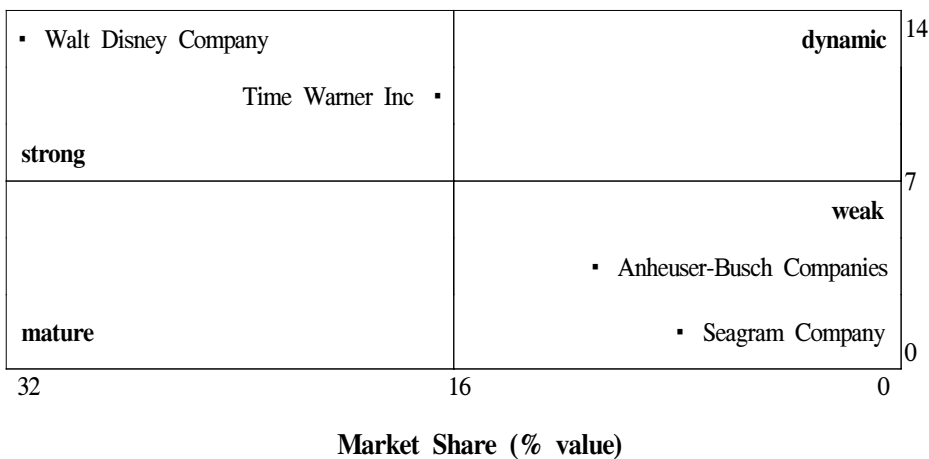 ▪ Walt Disney Company dynamic 14
Time Warner Inc ▪
strong
7
weak
▪ Anheuser-Busch Companies
mature ▪ Seagram Company 0
32 16 0
Market Share (% value)